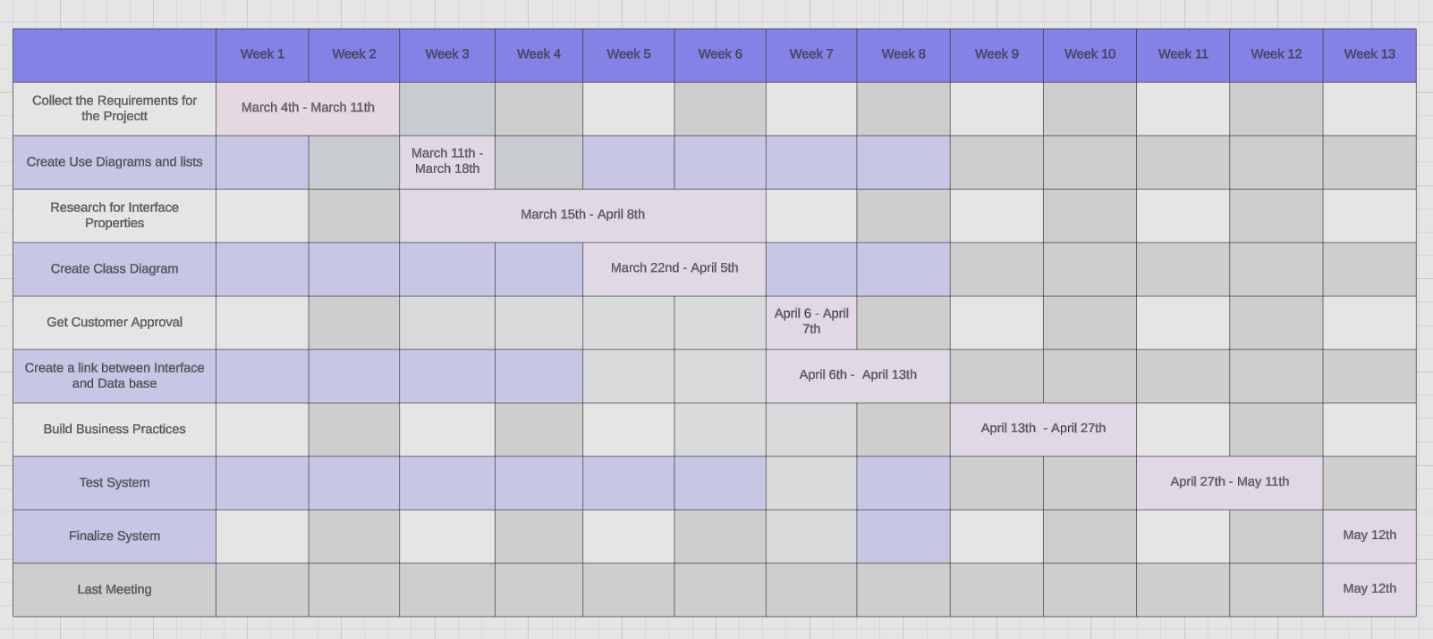 Week 1 Week 2 Week 3 Week 4 Week 5 Week 6 Week 7 Week 8 Week 9 Week 10 Week 11 Week 12 Week 13
Collect the Requirements for
the Projectt
March 4th - March 11th
Create Use Diagrams and lists
March 11th -
March 18th
Research for Interface
Properties
March 15th - April 8th
Create Class Diagram
March 22nd - April 5th
Get Customer Approval
April 6 - April
7th
Create a link between Interface
and Data base
April 6th -  April 13th
Build Business Practices
April 13th  - April 27th
Test System
April 27th - May 11th
Finalize System
May 12th
Last Meeting
May 12th